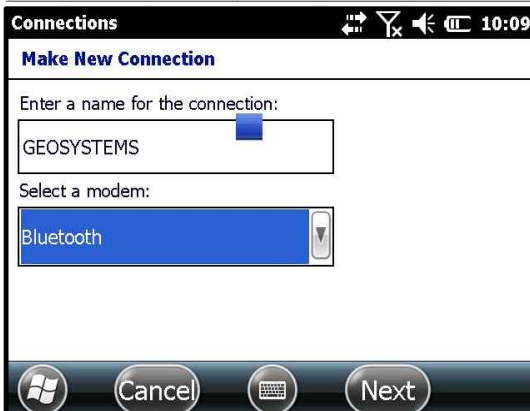 Connections 10:09
Make New Connection
Enter a name for the connection:
GEOSYSTEMS
Select a modem:
Bluetooth
Cancel Next